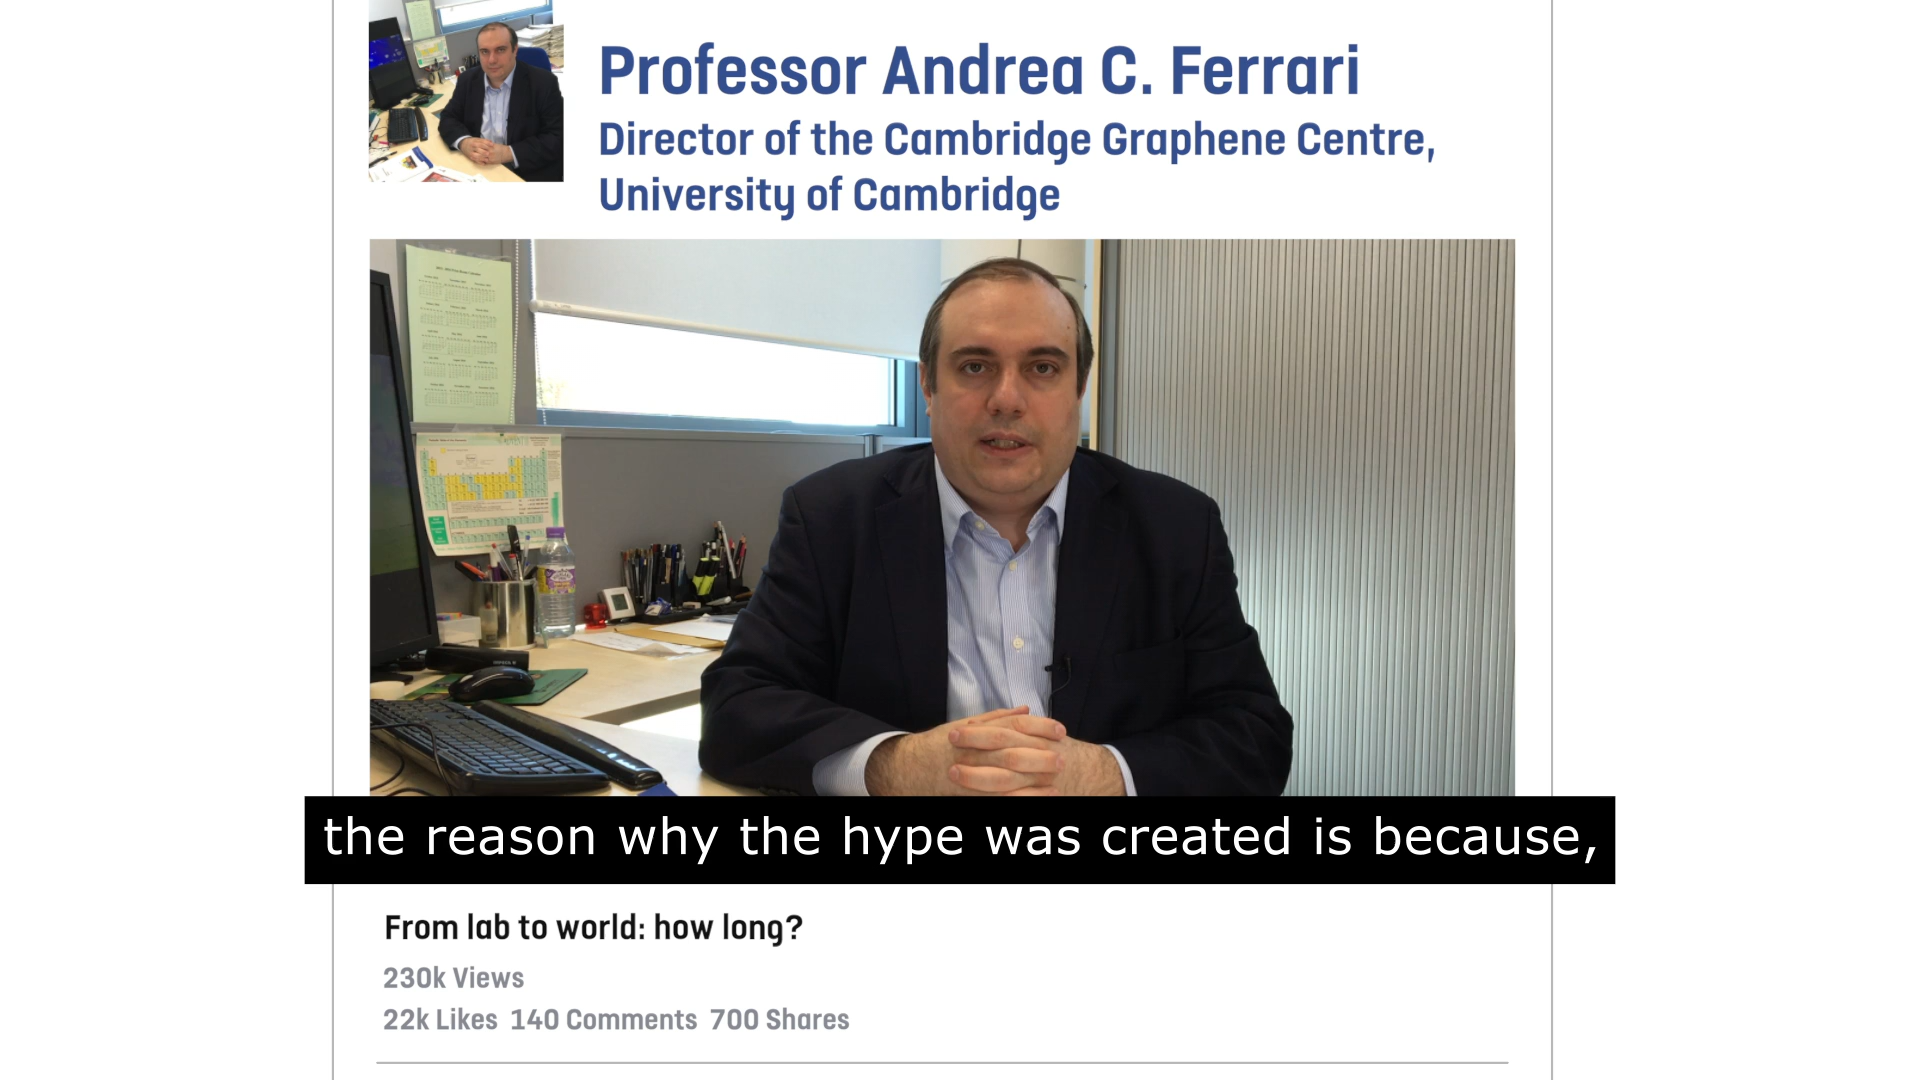 Professor Andrea C. Ferrari
Director of the Cambridge Graphene Centre,
University of Cambridge
the reason why the hype was created is because,
From lab to world: how long?
230k Views
22k Likes 140 Comments 700 Shares